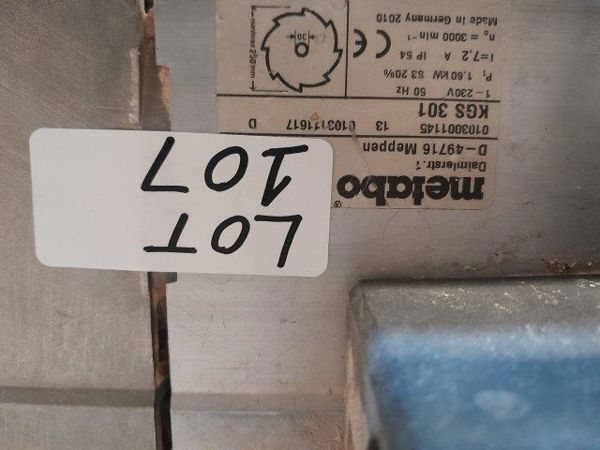 LOT
107
metabo®
Daimlerstr. 1
D-49716 Meppen
0103001145 13 0103111617 D
KGS 301
1~230V 50 Hz
P₁ 1,60 kW S3 20%
I=7,2 A IP 54
n₀ = 3000 min⁻¹
Made in Germany 2010
CE
30